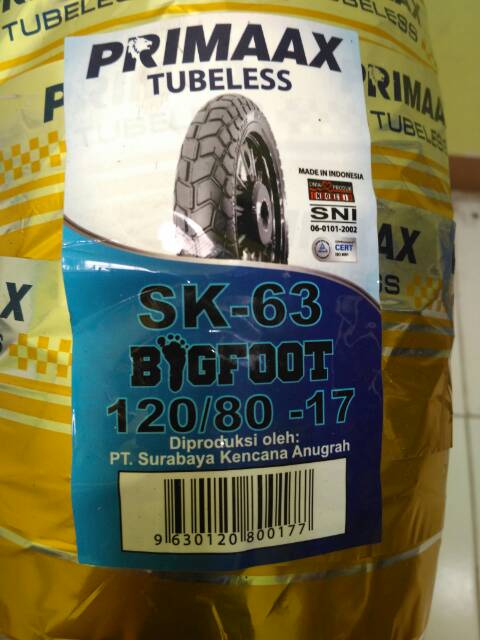 PRIMAAX
TUBELESS
MADE IN INDONESIA
SNI
06-0101-2002
CERT
SK-63
BIGFOOT
120/80 -17
Diproduksi oleh:
PT. Surabaya Kencana Anugrah
9 630120 800177
TUBELESS
PRIMAAX
TUBELESS